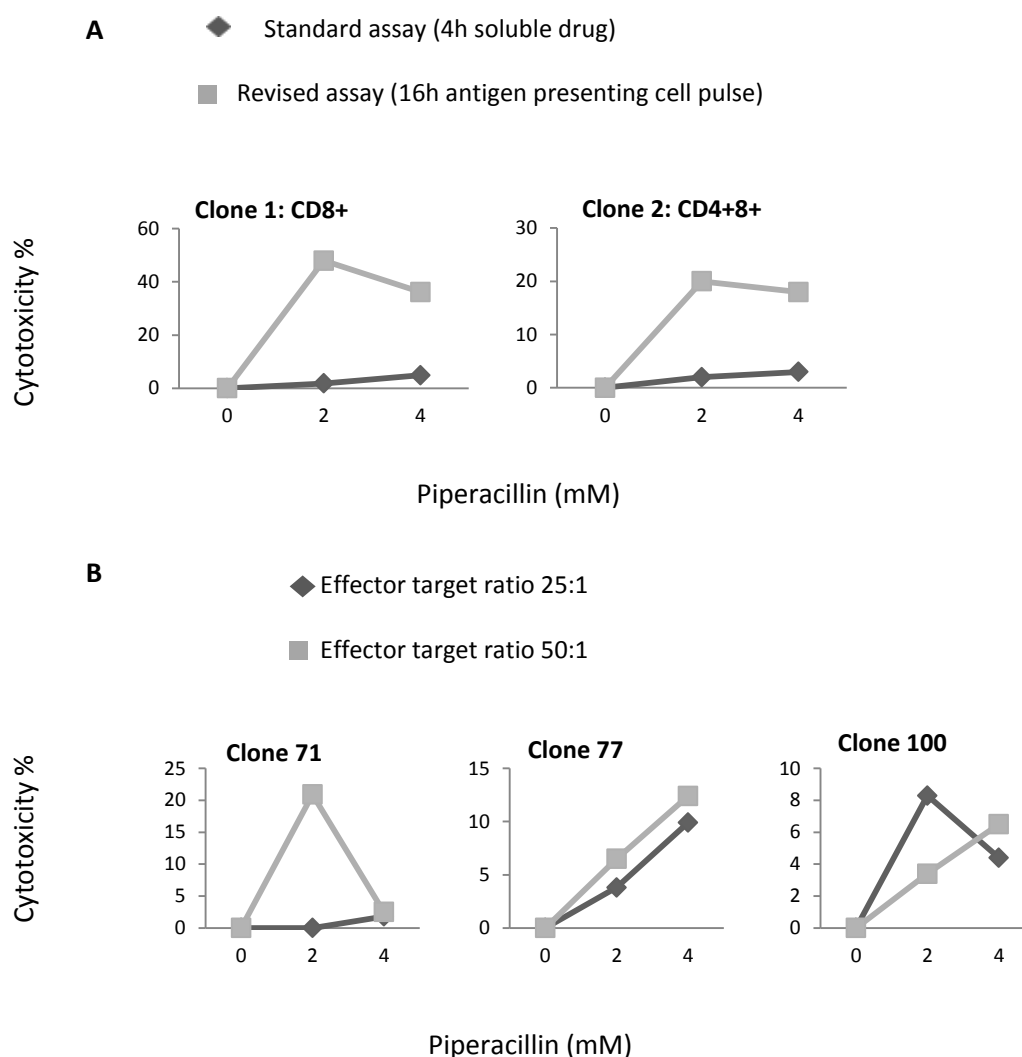 A
Standard assay (4h soluble drug)
Revised assay (16h antigen presenting cell pulse)
Clone 1: CD8+
Clone 2: CD4+8+
60
40
20
0
0 2 4
30
20
10
0
0 2 4
Cytotoxicity %
Piperacillin (mM)
B
Effector target ratio 25:1
Effector target ratio 50:1
Clone 71
Clone 77
Clone 100
25
20
15
10
5
0
0 2 4
15
10
5
0
0 2 4
10
8
6
4
2
0
0 2 4
Cytotoxicity %
Piperacillin (mM)